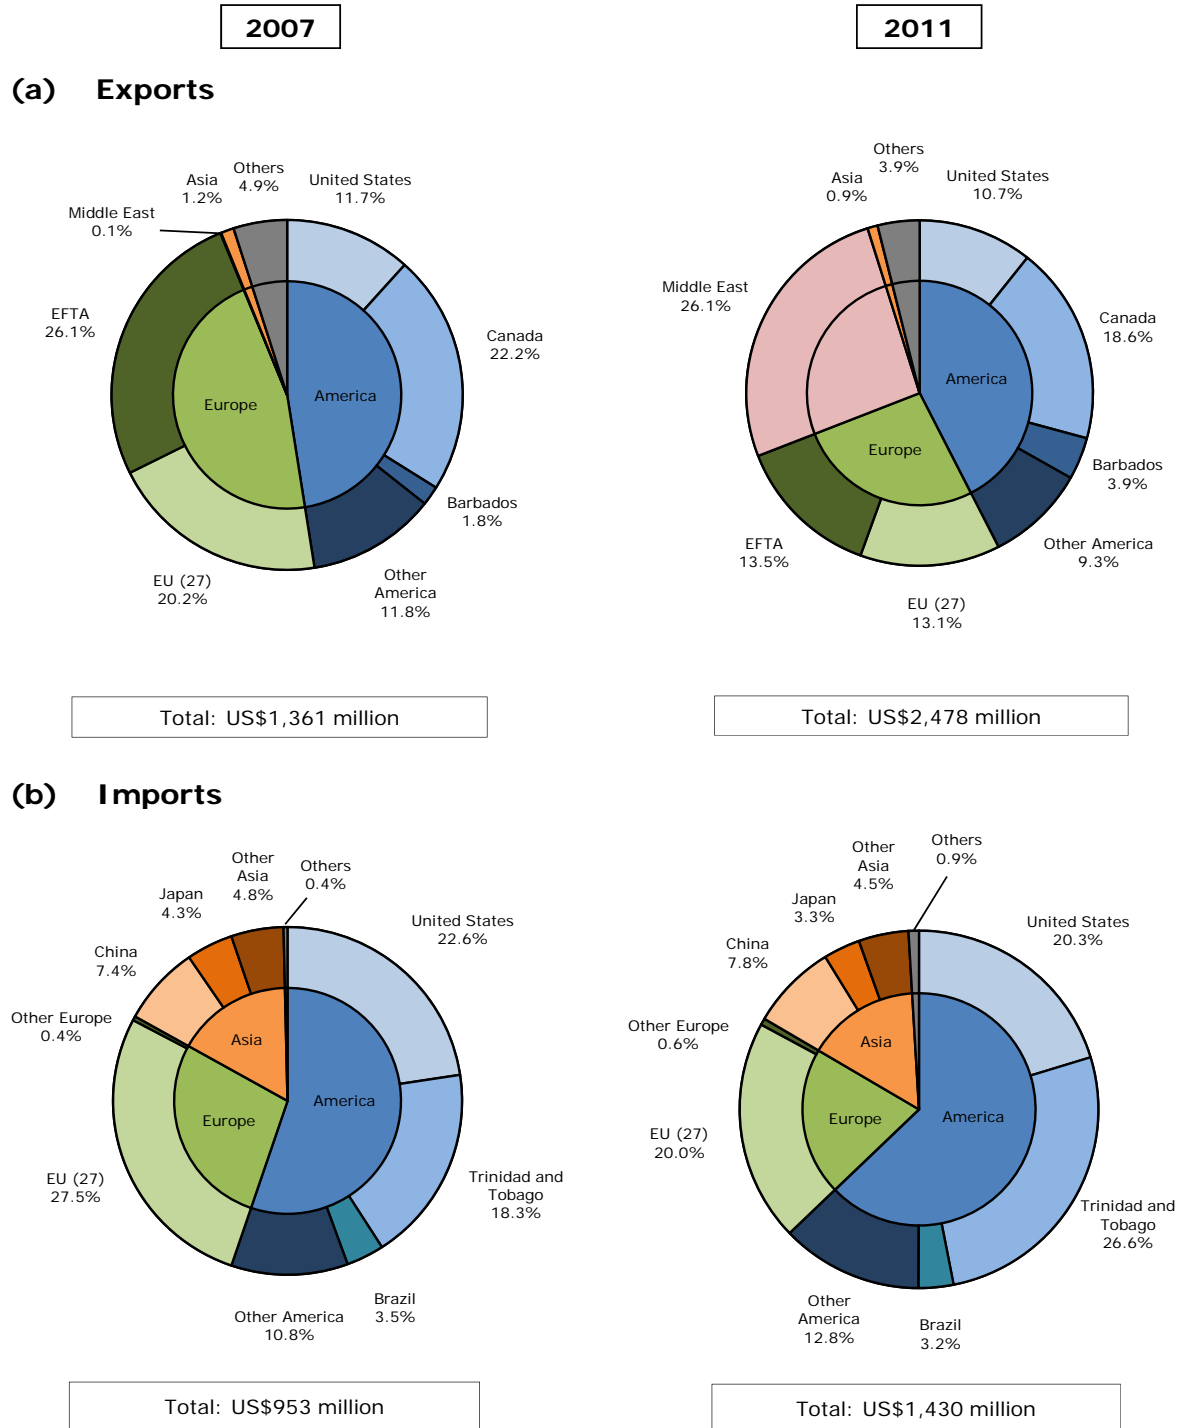 2007
2011
(a) Exports
Others
4.9%
Asia
1.2%
United States
11.7%
Middle East
0.1%
EFTA
26.1%
Canada
22.2%
Europe
America
Barbados
1.8%
EU (27)
20.2%
Other
America
11.8%
Others
3.9%
Asia
0.9%
United States
10.7%
Middle East
26.1%
Canada
18.6%
America
Europe
Barbados
3.9%
EFTA
13.5%
Other America
9.3%
EU (27)
13.1%
Total: US$1,361 million
Total: US$2,478 million
(b) Imports
Other
Asia
4.8%
Others
0.4%
Japan
4.3%
United States
22.6%
China
7.4%
Other Europe
0.4%
Asia
Europe
America
EU (27)
27.5%
Trinidad and
Tobago
18.3%
Brazil
3.5%
Other America
10.8%
Others
0.9%
Other
Asia
4.5%
Japan
3.3%
United States
20.3%
China
7.8%
Other Europe
0.6%
Asia
Europe
America
EU (27)
20.0%
Trinidad and
Tobago
26.6%
Other
America
12.8%
Brazil
3.2%
Total: US$953 million
Total: US$1,430 million